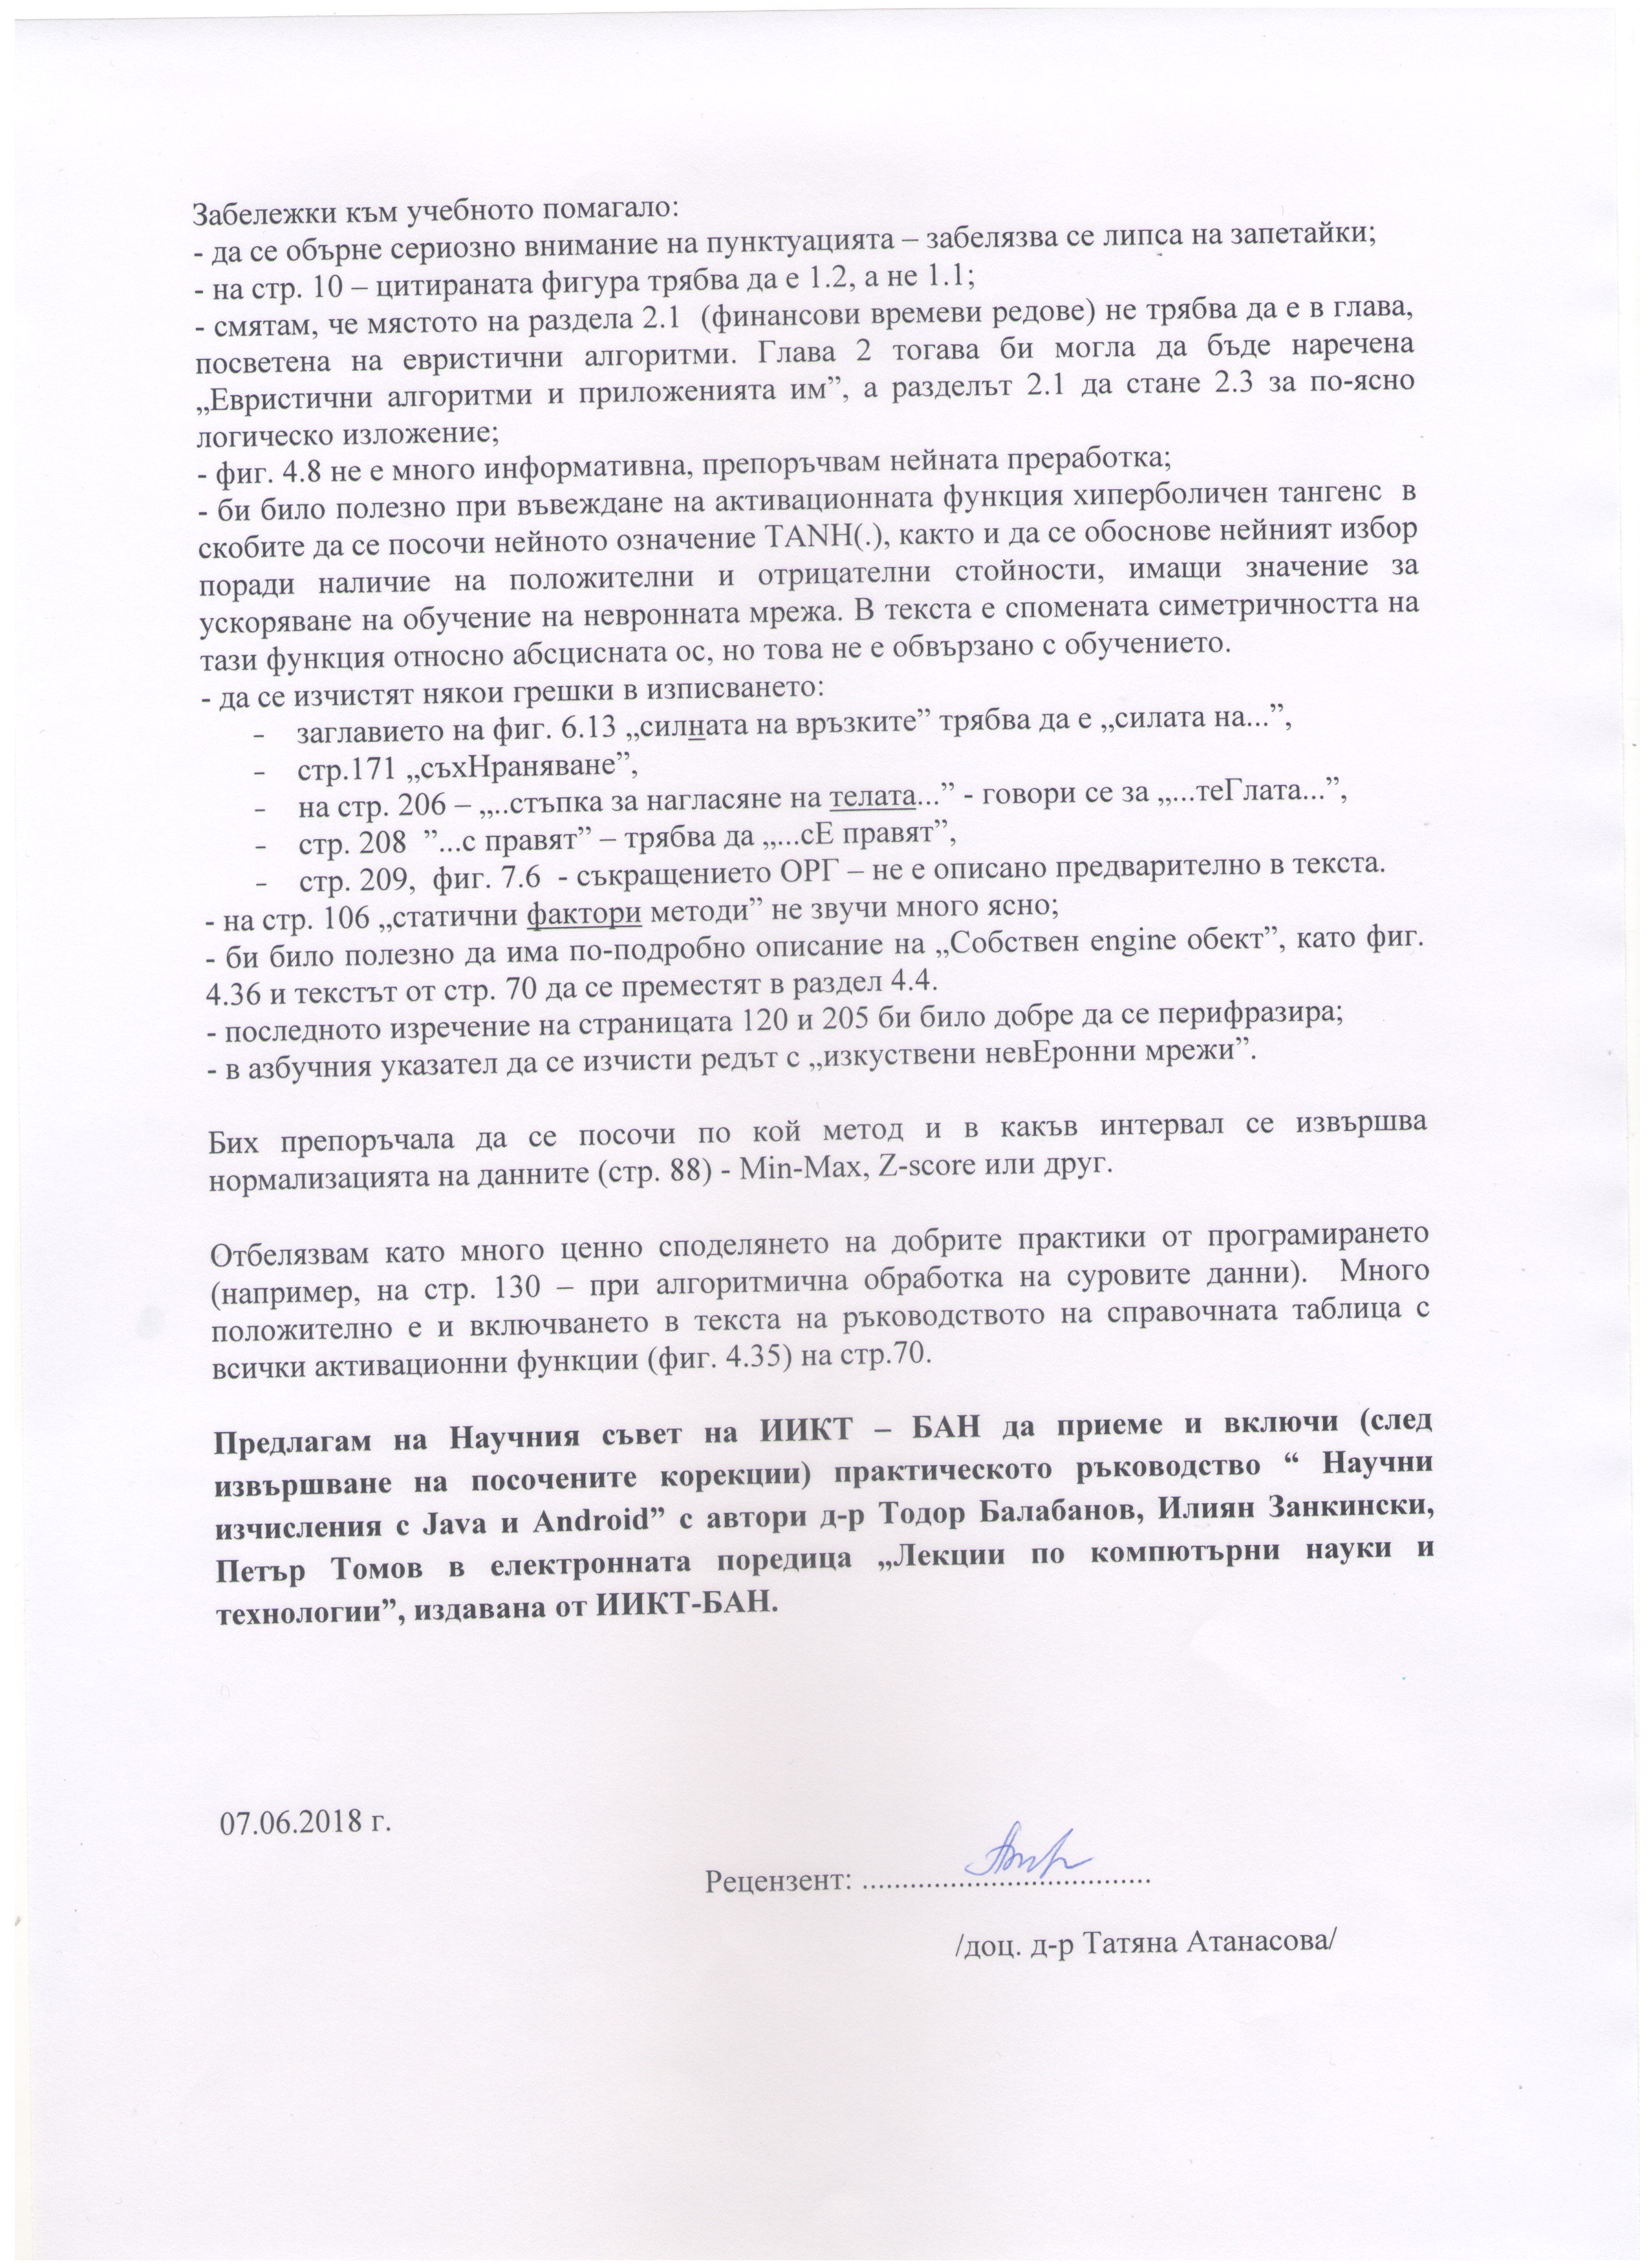 Забележки към учебното помагало:
- да се обърне сериозно внимание на пунктуацията – забелязва се липса на запетайки;
- на стр. 10 – цитираната фигура трябва да е 1.2, а не 1.1;
- смятам, че мястото на раздела 2.1 (финансови времеви редове) не трябва да е в глава,
посветена на евристични алгоритми. Глава 2 тогава би могла да бъде наречена
„Евристични алгоритми и приложенията им”, а разделът 2.1 да стане 2.3 за по-ясно
логическо изложение;
- фиг. 4.8 не е много информативна, препоръчвам нейната преработка;
- би било полезно при въвеждане на активационната функция хиперболичен тангенс в
скобите да се посочи нейното означение TANH(.), както и да се обоснове нейният избор
поради наличие на положителни и отрицателни стойности, имащи значение за
ускоряване на обучение на невронната мрежа. В текста е спомената симетричността на
тази функция относно абсцисната ос, но това не е обвързано с обучението.
- да се изчистят някои грешки в изписването:
- заглавието на фиг. 6.13 „силната на връзките” трябва да е „силата на...”,
- стр.171 „съхНраняване”,
- на стр. 206 – „..стъпка за нагласяне на телата...” - говори се за „...теГлата...”,
- стр. 208 ”...с правят” – трябва да „...сЕ правят”,
- стр. 209, фиг. 7.6 - съкращението ОРГ – не е описано предварително в текста.
- на стр. 106 „статични фактори методи” не звучи много ясно;
- би било полезно да има по-подробно описание на „Собствен engine обект”, като фиг.
4.36 и текстът от стр. 70 да се преместят в раздел 4.4.
- последното изречение на страницата 120 и 205 би било добре да се перифразира;
- в азбучния указател да се изчисти редът с „изкуствени невЕронни мрежи”.
Бих препоръчала да се посочи по кой метод и в какъв интервал се извършва
нормализацията на данните (стр. 88) - Min-Max, Z-score или друг.
Отбелязвам като много ценно споделянето на добрите практики от програмирането
(например, на стр. 130 – при алгоритмична обработка на суровите данни). Много
положително е и включването в текста на ръководството на справочната таблица с
всички активационни функции (фиг. 4.35) на стр.70.
Предлагам на Научния съвет на ИИКТ – БАН да приеме и включи (след
извършване на посочените корекции) практическото ръководство “ Научни
изчисления с Java и Android” с автори д-р Тодор Балабанов, Илиян Занкински,
Петър Томов в електронната поредица „Лекции по компютърни науки и
технологии”, издавана от ИИКТ-БАН.
07.06.2018 г.
Рецензент: .....................................
/доц. д-р Татяна Атанасова/